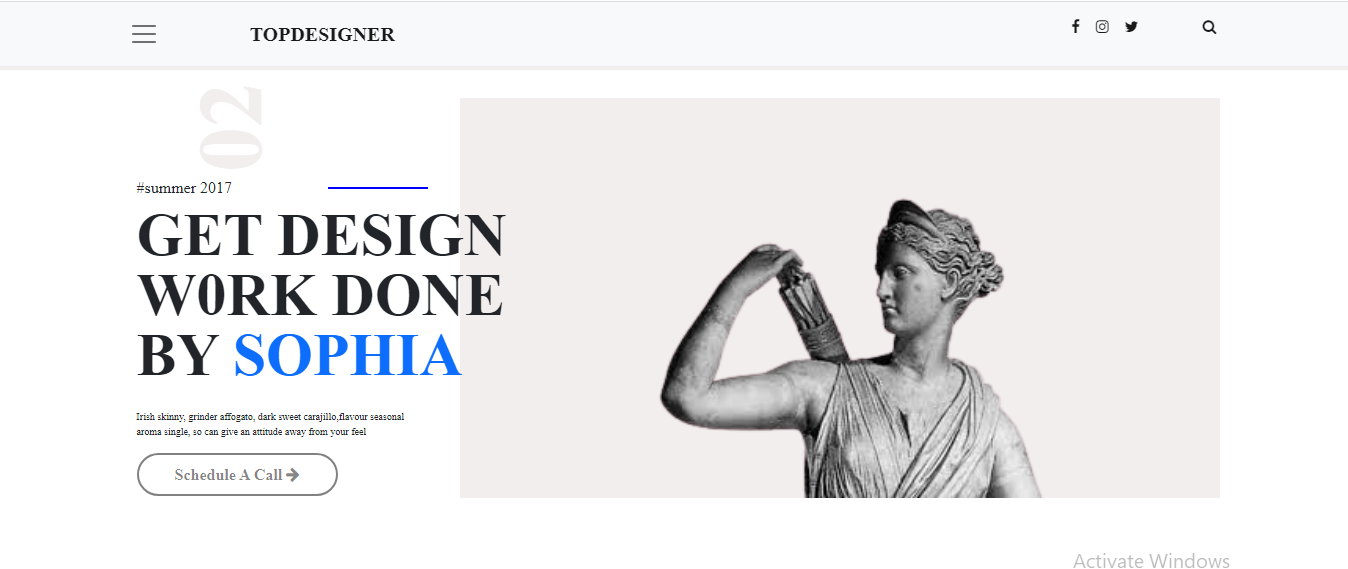 TOPDESIGNER
02
#summer 2017
GET DESIGN
W0RK DONE
BY SOPHIA
Irish skinny, grinder affogato, dark sweet carajillo,flavour seasonal
aroma single, so can give an attitude away from your feel
Schedule A Call
Activate Windows